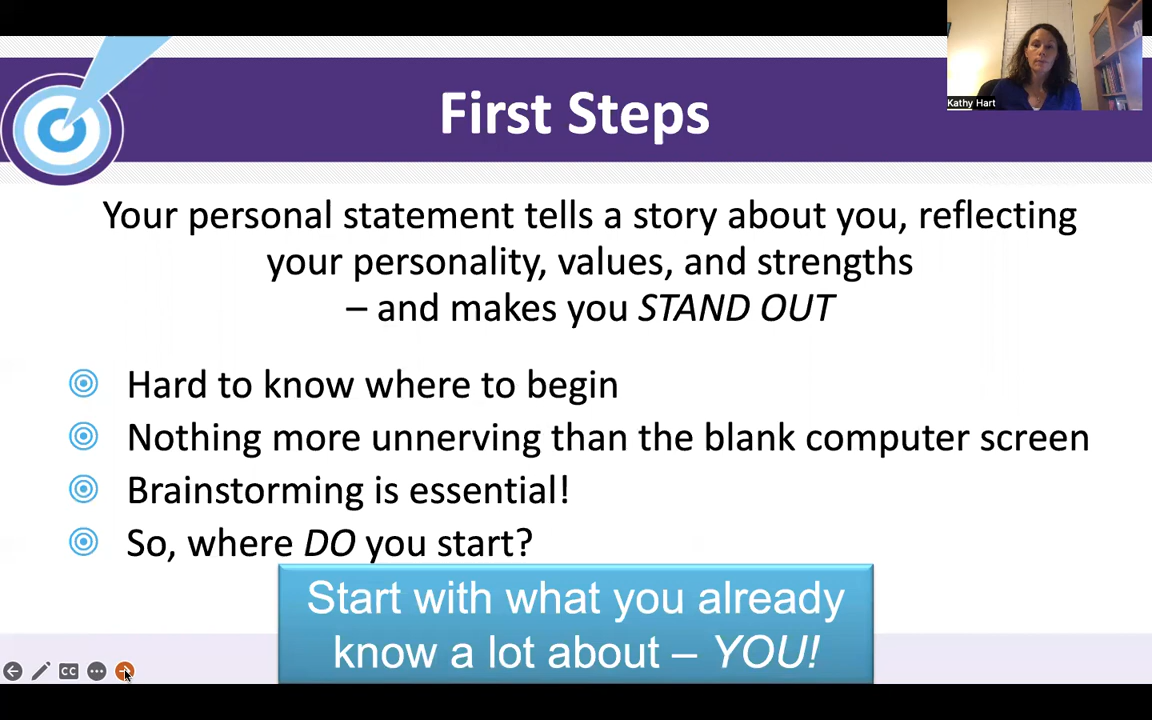 First Steps
Kathy Hart
Your personal statement tells a story about you, reflecting
your personality, values, and strengths
– and makes you STAND OUT
Hard to know where to begin
Nothing more unnerving than the blank computer screen
Brainstorming is essential!
So, where DO you start?
Start with what you already
know a lot about – YOU!
CC